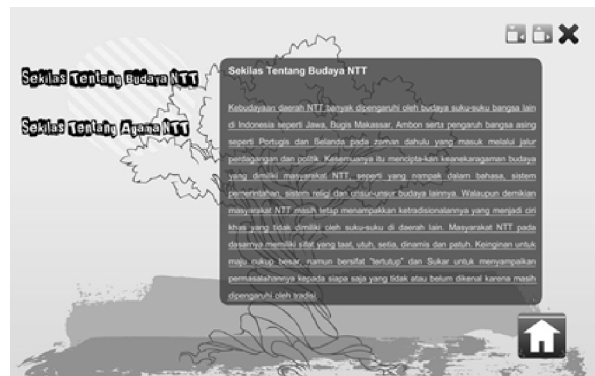 Sekilas Tentang Budaya NTT
Sekilas Tentang Agama NTT
Sekilas Tentang Budaya NTT
Kebudayaan daerah NTT banyak dipengaruhi oleh budaya suku-suku bangsa lain
di Indonesia seperti Jawa, Bugis Makassar, Ambon serta pengaruh bangsa asing
seperti Portugis dan Belanda pada zaman dahulu yang masuk melalui jalur
perdagangan dan politik. Kesemuanya itu mencipta-kan keanekaragaman budaya
yang dimiliki masyarakat NTT, seperti yang nampak dalam bahasa, sistem
pemerintahan, sistem religi dan unsur-unsur budaya lainnya. Walaupun demikian
masyarakat NTT masih tetap menampakkan ketradisionalannya yang menjadi ciri
khas yang tidak dimiliki oleh suku-suku di daerah lain. Masyarakat NTT pada
dasarnya memiliki sifat yang taat, utuh, setia, dinamis dan patuh. Keinginan untuk
maju cukup besar, namun bersifat "tertutup" dan Sukar untuk menyampaikan
permasalahannya kepada siapa saja yang tidak atau belum dikenal karena masih
dipengaruhi oleh tradisi